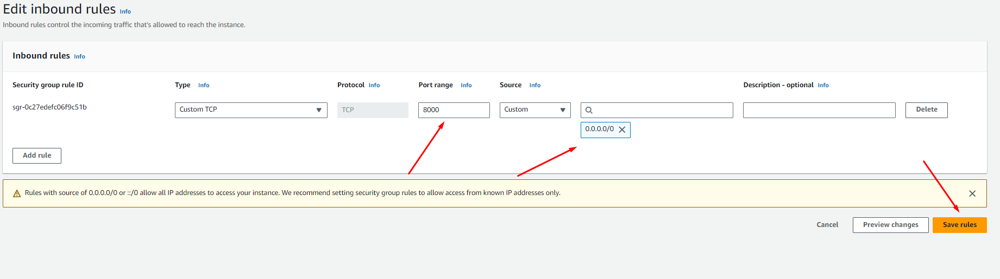 Edit inbound rules Info
Inbound rules control the incoming traffic that's allowed to reach the instance.
Inbound rules Info
Security group rule ID Type Info Protocol Info Port range Info Source Info Description - optional Info
sgr-0c27edefc06f9c51b Custom TCP TCP 8000 Custom Delete
0.0.0.0/0
Add rule
Rules with source of 0.0.0.0/0 or ::/0 allow all IP addresses to access your instance. We recommend setting security group rules to allow access from known IP addresses only.
Cancel Preview changes Save rules